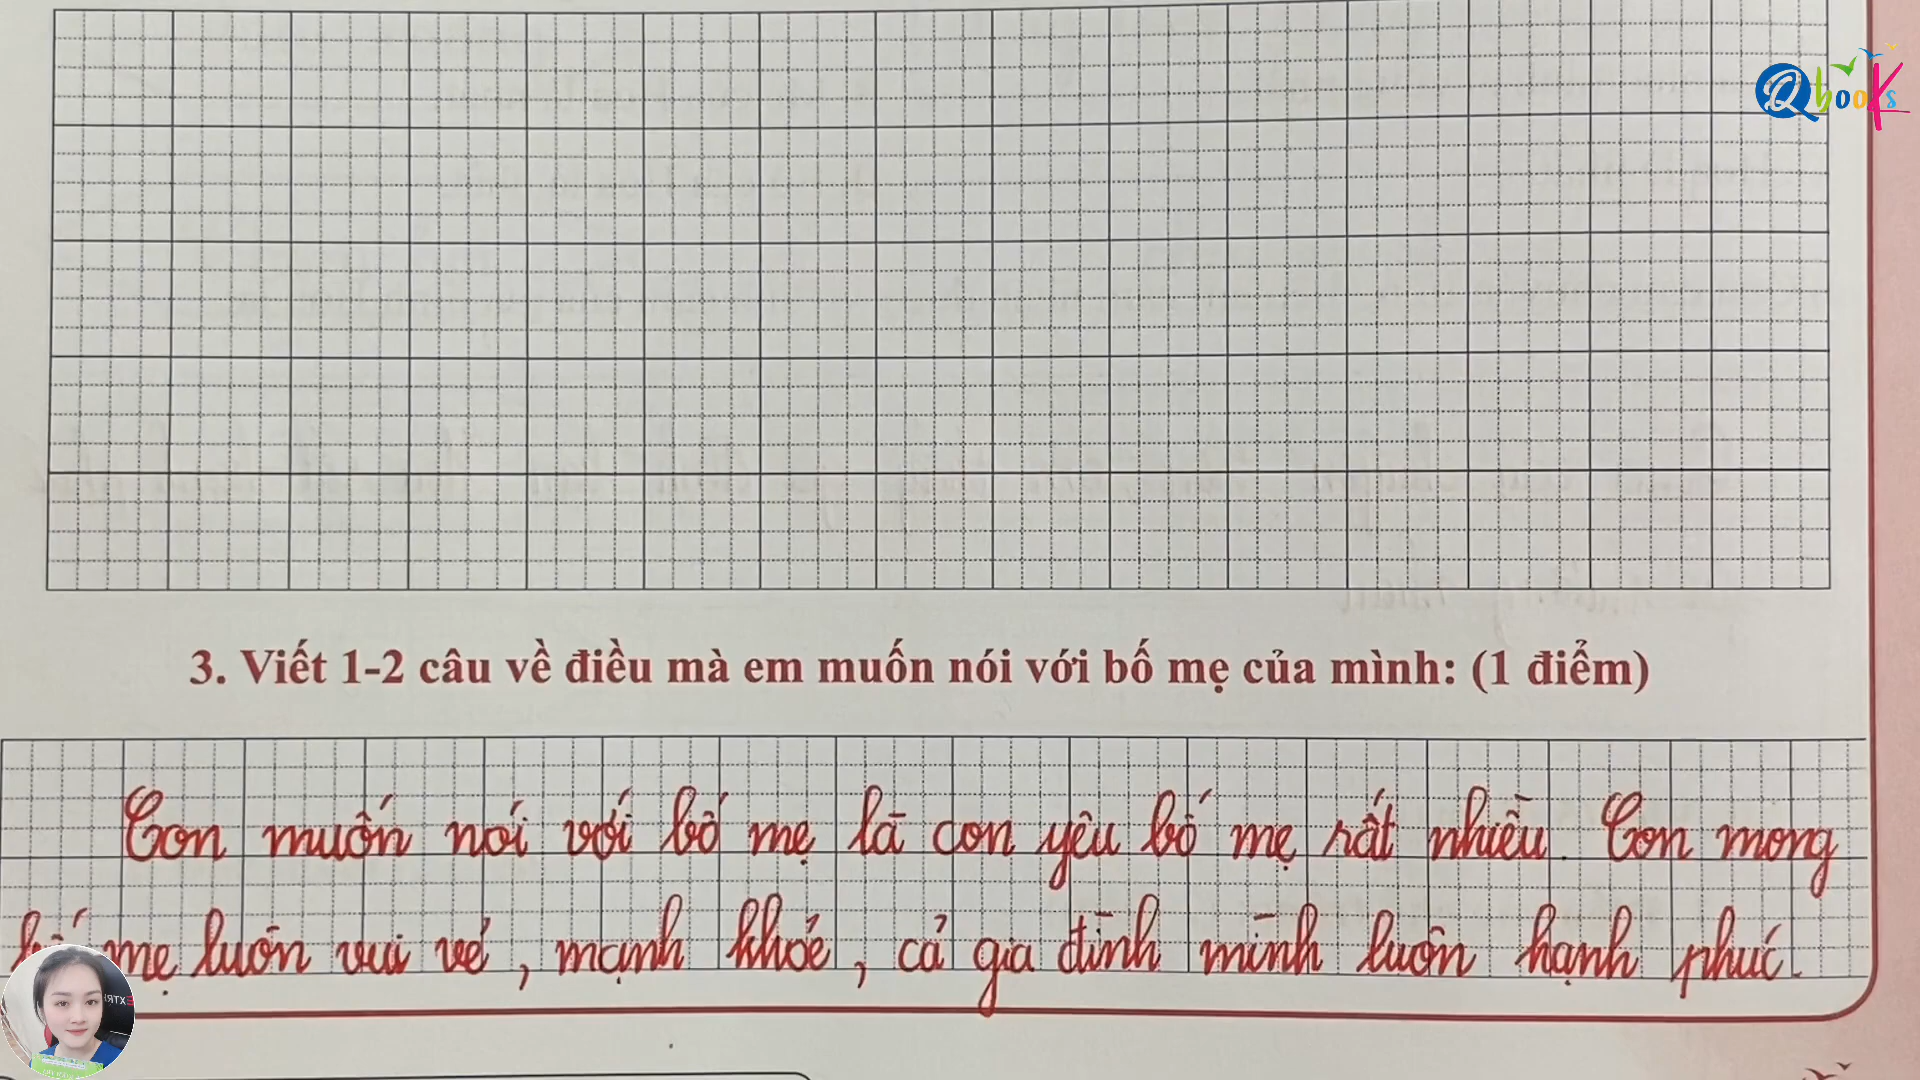 Qbooks
3. Viết 1-2 câu về điều mà em muốn nói với bố mẹ của mình: (1 điểm)
Con muốn nói với bố mẹ là con yêu bố mẹ rất nhiều. Con mong
bố mẹ luôn vui vẻ, mạnh khỏe, cả gia đình mình luôn hạnh phúc.